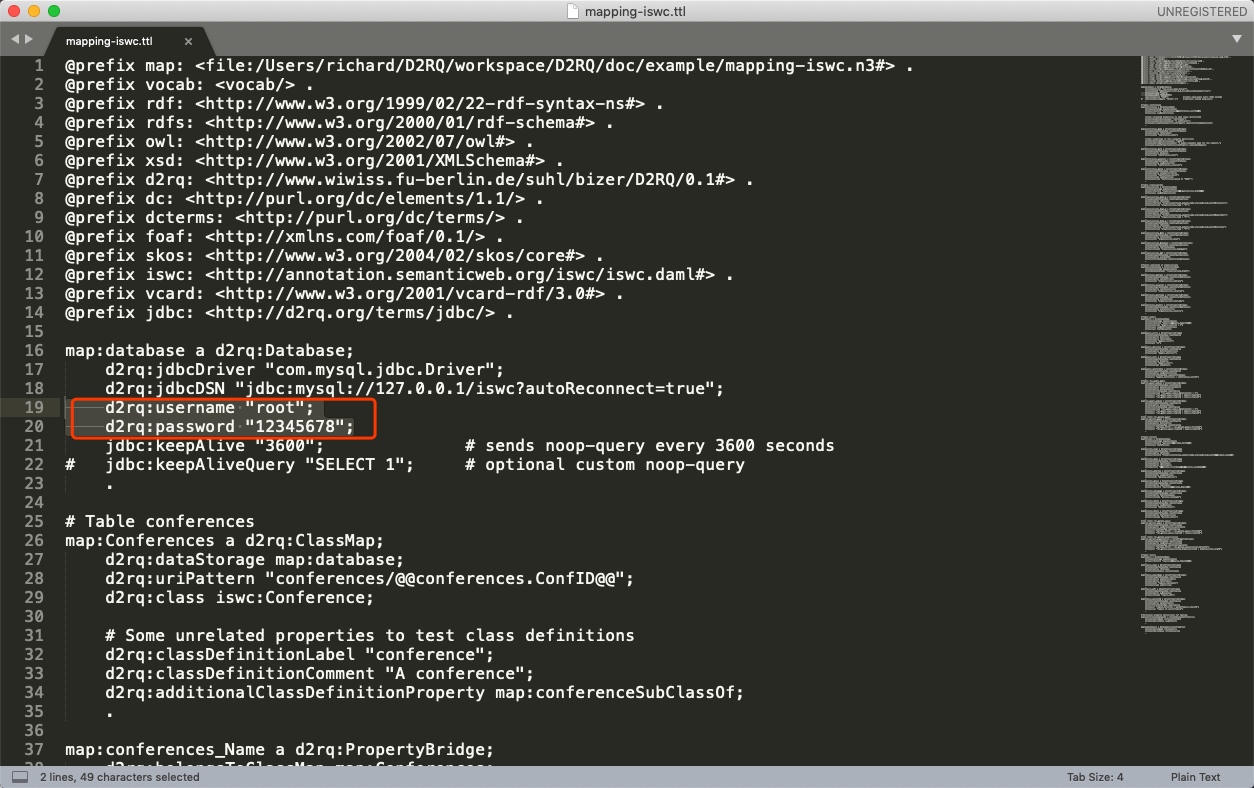 mapping-iswc.ttl
UNREGISTERED
mapping-iswc.ttl ×
1 @prefix map: <file:/Users/richard/D2RQ/workspace/D2RQ/doc/example/mapping-iswc.n3#> .
2 @prefix vocab: <vocab/> .
3 @prefix rdf: <http://www.w3.org/1999/02/22-rdf-syntax-ns#> .
4 @prefix rdfs: <http://www.w3.org/2000/01/rdf-schema#> .
5 @prefix owl: <http://www.w3.org/2002/07/owl#> .
6 @prefix xsd: <http://www.w3.org/2001/XMLSchema#> .
7 @prefix d2rq: <http://www.wiwiss.fu-berlin.de/suhl/bizer/D2RQ/0.1#> .
8 @prefix dc: <http://purl.org/dc/elements/1.1/> .
9 @prefix dcterms: <http://purl.org/dc/terms/> .
10 @prefix foaf: <http://xmlns.com/foaf/0.1/> .
11 @prefix skos: <http://www.w3.org/2004/02/skos/core#> .
12 @prefix iswc: <http://annotation.semanticweb.org/iswc/iswc.daml#> .
13 @prefix vcard: <http://www.w3.org/2001/vcard-rdf/3.0#> .
14 @prefix jdbc: <http://d2rq.org/terms/jdbc/> .
15
16 map:database a d2rq:Database;
17     d2rq:jdbcDriver "com.mysql.jdbc.Driver";
18     d2rq:jdbcDSN "jdbc:mysql://127.0.0.1/iswc?autoReconnect=true";
19     d2rq:username "root";
20     d2rq:password "12345678";
21     jdbc:keepAlive "3600";              # sends noop-query every 3600 seconds
22 #   jdbc:keepAliveQuery "SELECT 1";     # optional custom noop-query
23     .
24
25 # Table conferences
26 map:Conferences a d2rq:ClassMap;
27     d2rq:dataStorage map:database;
28     d2rq:uriPattern "conferences/@@conferences.ConfID@@";
29     d2rq:class iswc:Conference;
30
31     # Some unrelated properties to test class definitions
32     d2rq:classDefinitionLabel "conference";
33     d2rq:classDefinitionComment "A conference";
34     d2rq:additionalClassDefinitionProperty map:conferenceSubClassOf;
35     .
36
37 map:conferences_Name a d2rq:PropertyBridge;
38     d2rq:belongsToClassMap map:Conferences;
2 lines, 49 characters selected
Tab Size: 4
Plain Text